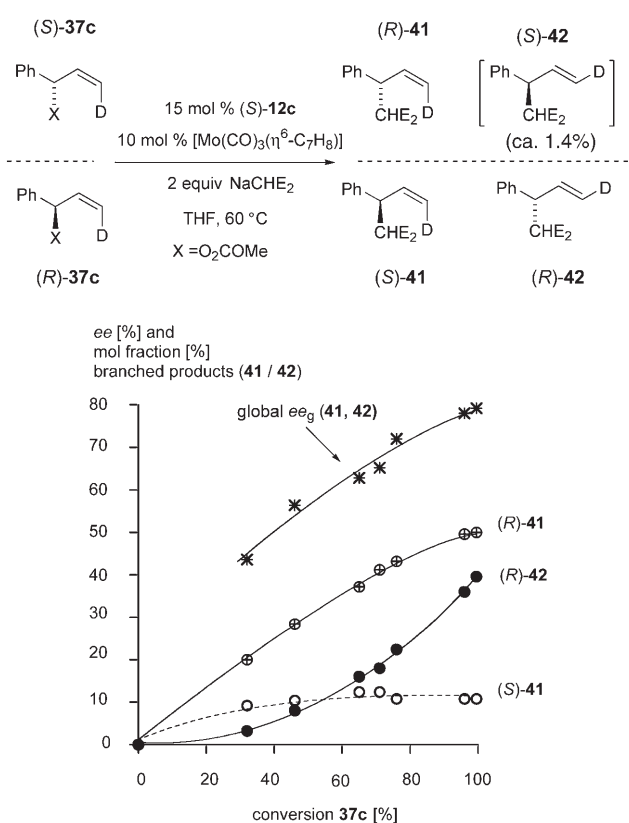 (S)-37c
(R)-41
(S)-42
Ph
X
D
Ph
CHE2
D
Ph
D
CHE2
(ca. 1.4%)
15 mol % (S)-12c
10 mol % [Mo(CO)3(η6-C7H8)]
2 equiv NaCHE2
THF, 60 °C
X =O2COMe
Ph
X
D
(R)-37c
Ph
CHE2
D
(S)-41
Ph
D
CHE2
(R)-42
ee [%] and
mol fraction [%]
branched products (41 / 42)
80
70
60
50
40
30
20
10
0
global eeg (41, 42)
(R)-41
(R)-42
(S)-41
0 20 40 60 80 100
conversion 37c [%]